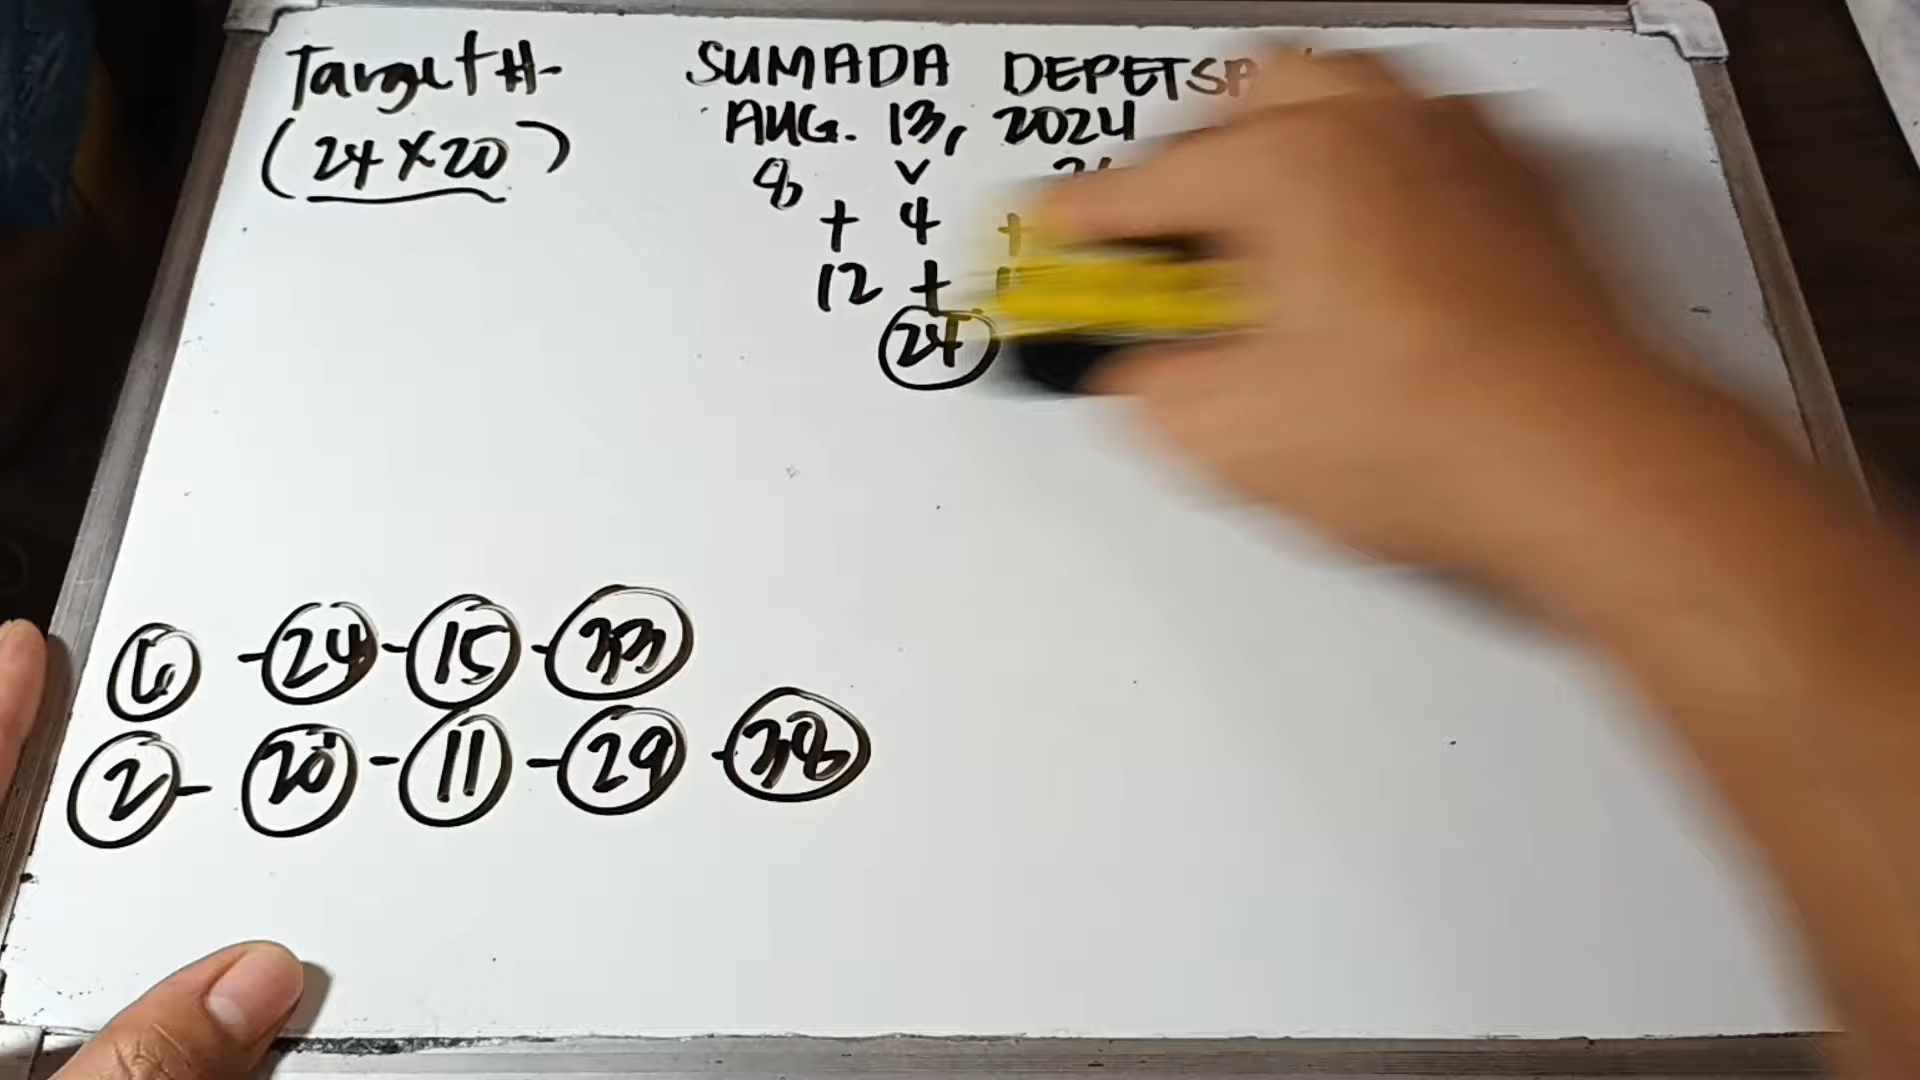 Target #
(24 x 20)
SUMADA DEPETSA
AUG. 13, 2024
8 v
+ 4 +
12 +
24
6 - 24 - 15 - 33
2 - 20 - 11 - 29 - 38